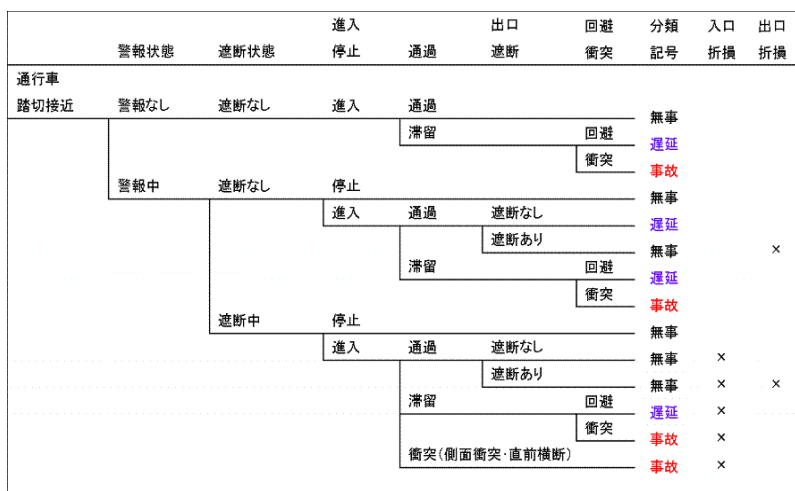 進入 出口 回避 分類 入口 出口
警報状態 遮断状態 停止 通過 遮断 衝突 記号 折損 折損
通行車
踏切接近 警報なし 遮断なし 進入 通過 無事
滞留 回避 遅延
衝突 事故
警報中 遮断なし 停止 無事
進入 通過 遮断なし 遅延
遮断あり 無事 ×
滞留 回避 遅延
衝突 事故
遮断中 停止 無事
進入 通過 遮断なし 無事 ×
遮断あり 無事 × ×
滞留 回避 遅延 ×
衝突 事故 ×
衝突(側面衝突・直前横断) 事故 ×